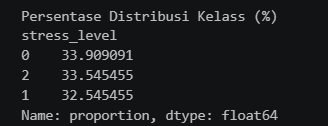 Persentase Distribusi Kelass (%)
stress_level
0    33.909091
2    33.545455
1    32.545455
Name: proportion, dtype: float64